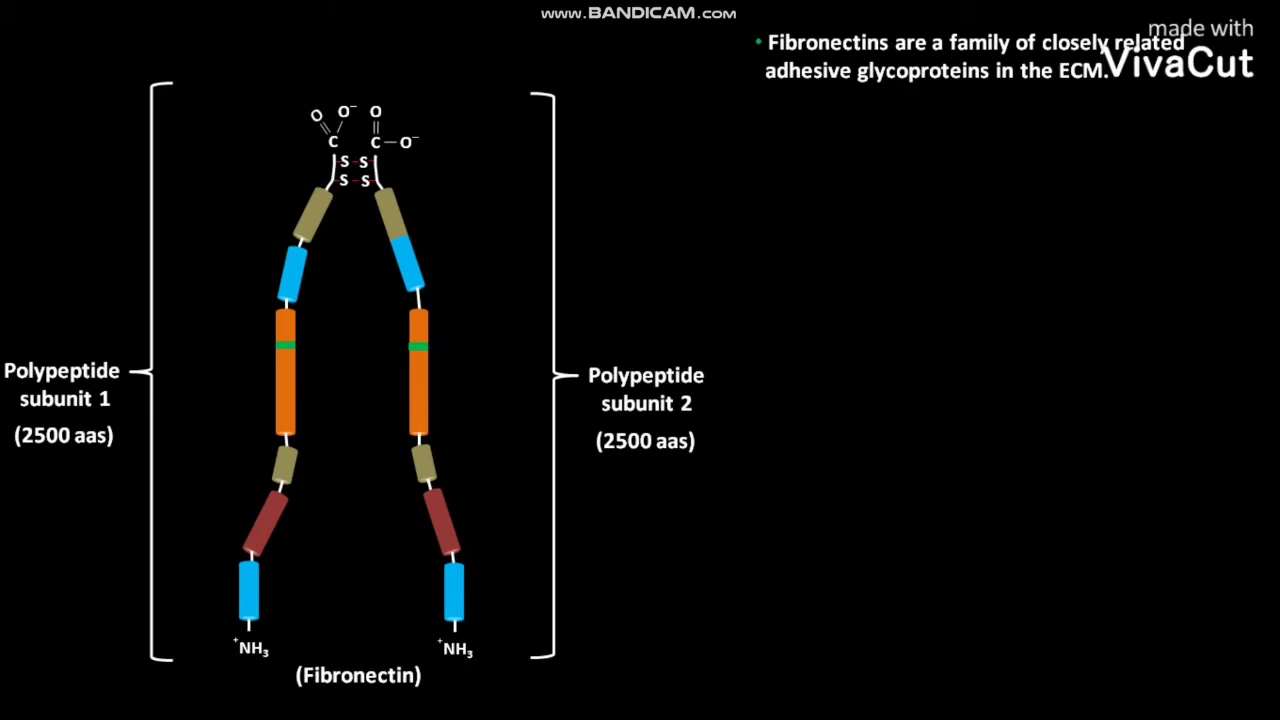 www.BANDICAM.com
made with
VivaCut
• Fibronectins are a family of closely related
adhesive glycoproteins in the ECM.
O O⁻ O
C C O⁻
S S
S S
Polypeptide
subunit 1
(2500 aas)
Polypeptide
subunit 2
(2500 aas)
⁺NH₃ ⁺NH₃
(Fibronectin)